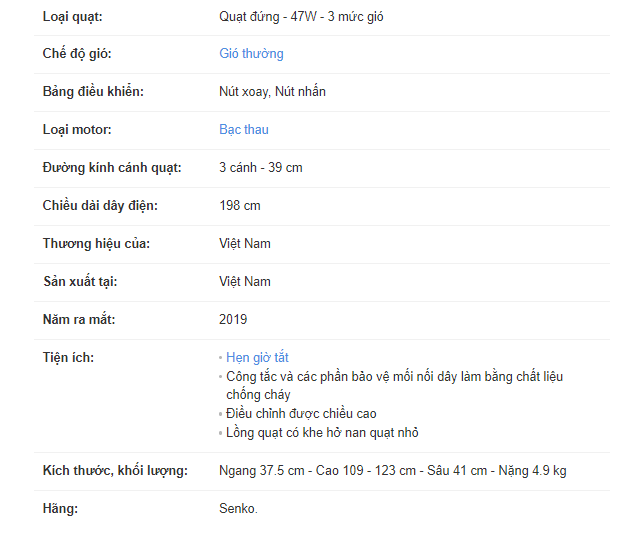 Loại quạt: Quạt đứng - 47W - 3 mức gió
Chế độ gió: Gió thường
Bảng điều khiển: Nút xoay, Nút nhấn
Loại motor: Bạc thau
Đường kính cánh quạt: 3 cánh - 39 cm
Chiều dài dây điện: 198 cm
Thương hiệu của: Việt Nam
Sản xuất tại: Việt Nam
Năm ra mắt: 2019
Tiện ích: • Hẹn giờ tắt
• Công tắc và các phần bảo vệ mối nối dây làm bằng chất liệu
chống cháy
• Điều chỉnh được chiều cao
• Lồng quạt có khe hở nan quạt nhỏ
Kích thước, khối lượng: Ngang 37.5 cm - Cao 109 - 123 cm - Sâu 41 cm - Nặng 4.9 kg
Hãng: Senko.